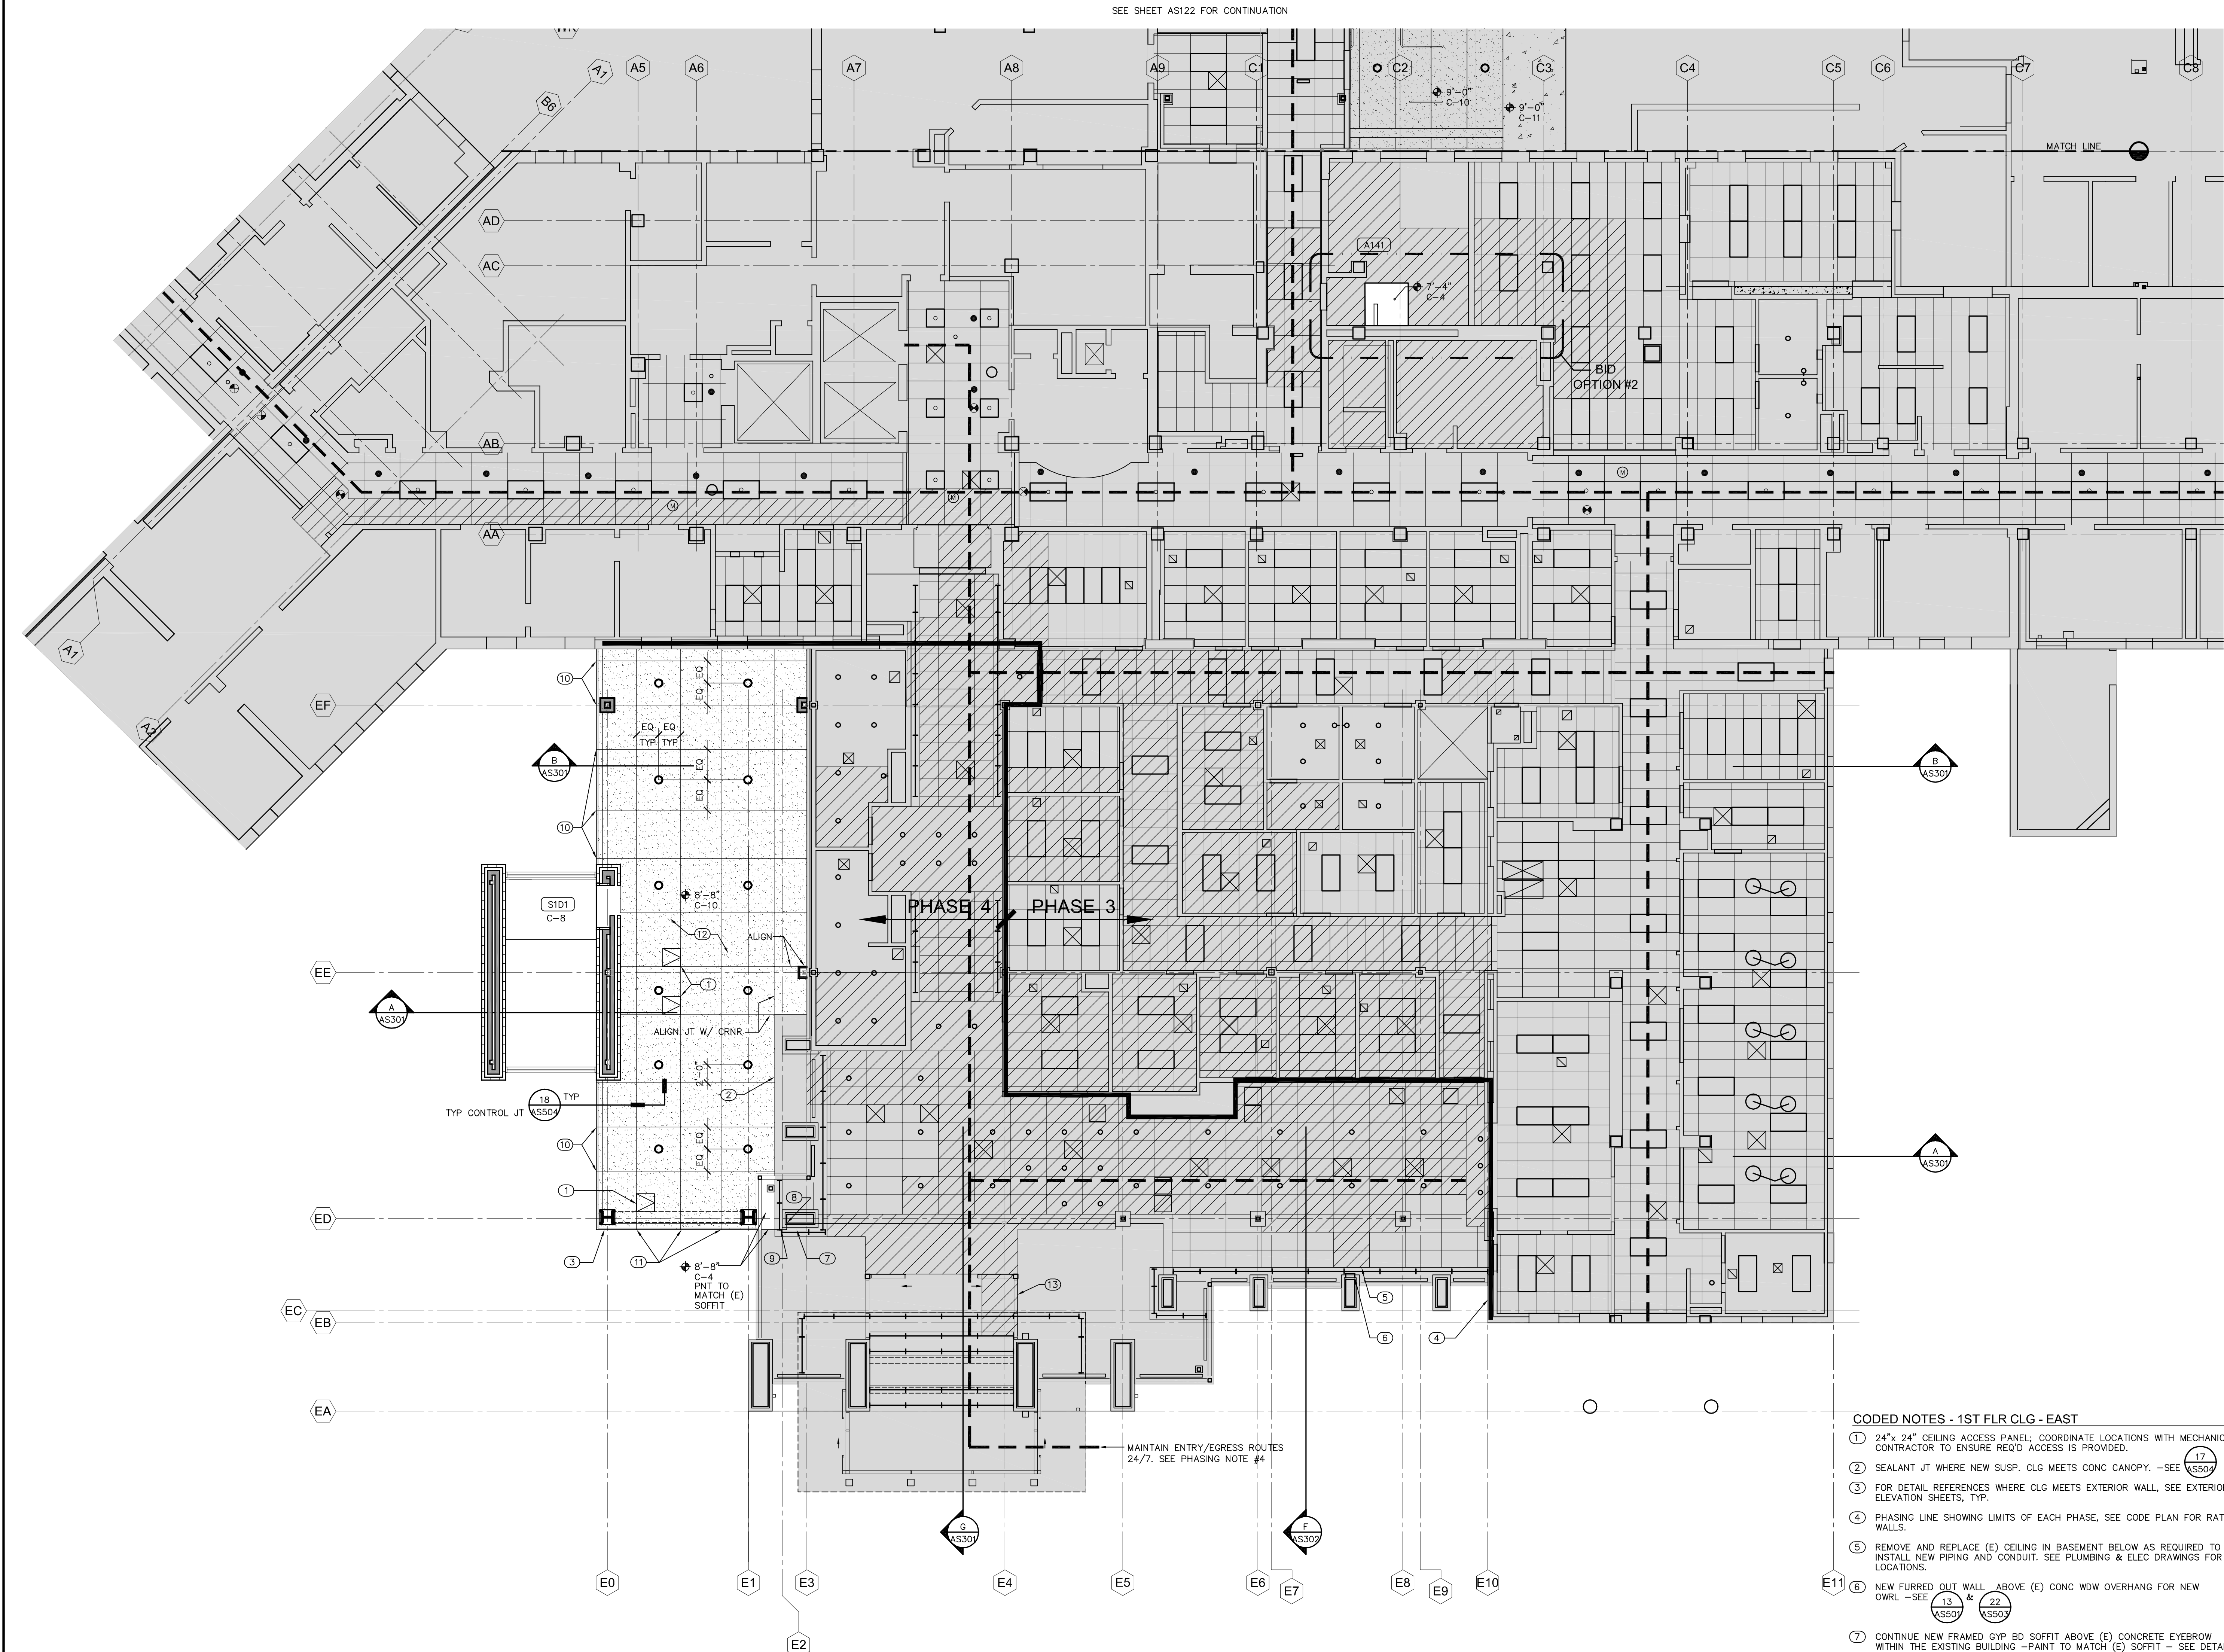 SEE SHEET AS122 FOR CONTINUATION
A1
B6
A5
A6
A7
A8
A9
C1
C2
C3
C4
C5
C6
C7
C8
9'-0"
C-10
9'-0"
C-11
MATCH LINE
AD
AC
A141
7'-4"
C-4
BID
OPTION #2
AB
M
M
M
AA
A1
A2
10
EQ
EQ
EF
EQ EQ
TYP TYP
B
AS301
EQ
EQ
B
AS301
10
8'-8"
C-10
S1D1
C-8
PHASE 4
PHASE 3
12
ALIGN
EE
1
A
AS301
ALIGN JT W/ CRNR
2'-0"
2
TYP CONTROL JT
18
AS504
TYP
10
EQ
EQ
A
AS301
1
8
ED
3
11
9
7
8'-8"
C-4
PNT TO
MATCH (E)
SOFFIT
13
5
EC
EB
6
4
EA
MAINTAIN ENTRY/EGRESS ROUTES
24/7. SEE PHASING NOTE #4
G
AS301
F
AS302
E0
E1
E2
E3
E4
E5
E6
E7
E8
E9
E10
E11
CODED NOTES - 1ST FLR CLG - EAST
1 24"x 24" CEILING ACCESS PANEL; COORDINATE LOCATIONS WITH MECHANIC
CONTRACTOR TO ENSURE REQ'D ACCESS IS PROVIDED.
2 SEALANT JT WHERE NEW SUSP. CLG MEETS CONC CANOPY. -SEE 17
AS504
3 FOR DETAIL REFERENCES WHERE CLG MEETS EXTERIOR WALL, SEE EXTERIOR
ELEVATION SHEETS, TYP.
4 PHASING LINE SHOWING LIMITS OF EACH PHASE, SEE CODE PLAN FOR RAT
WALLS.
5 REMOVE AND REPLACE (E) CEILING IN BASEMENT BELOW AS REQUIRED TO
INSTALL NEW PIPING AND CONDUIT. SEE PLUMBING & ELEC DRAWINGS FOR
LOCATIONS.
6 NEW FURRED OUT WALL ABOVE (E) CONC WDW OVERHANG FOR NEW
OWRL -SEE 13 & 22
AS501 AS503
7 CONTINUE NEW FRAMED GYP BD SOFFIT ABOVE (E) CONCRETE EYEBROW
WITHIN THE EXISTING BUILDING -PAINT TO MATCH (E) SOFFIT - SEE DETA